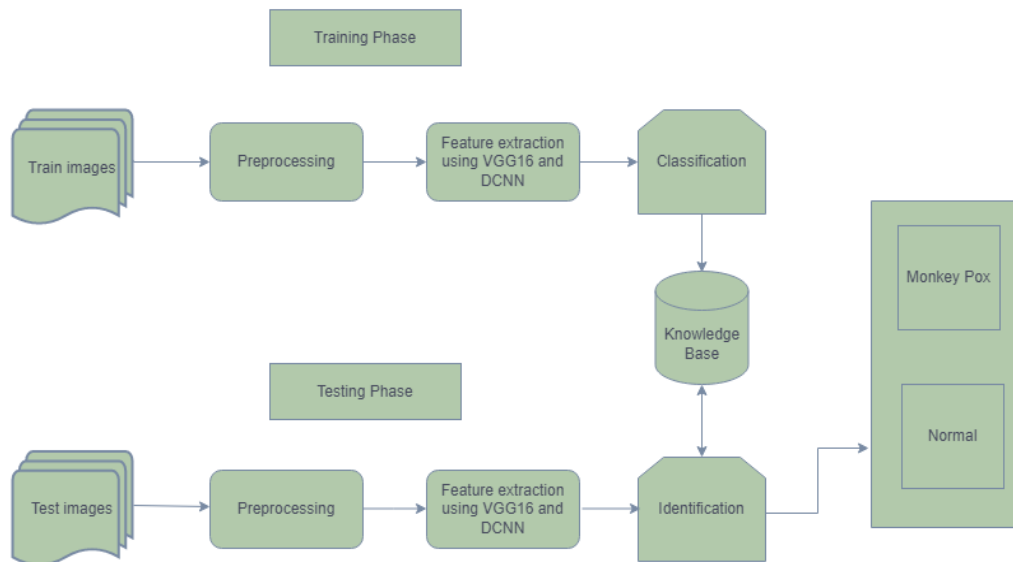 Training Phase
Train images
Preprocessing
Feature extraction
using VGG16 and
DCNN
Classification
Monkey Pox
Knowledge
Base
Testing Phase
Normal
Test images
Preprocessing
Feature extraction
using VGG16 and
DCNN
Identification